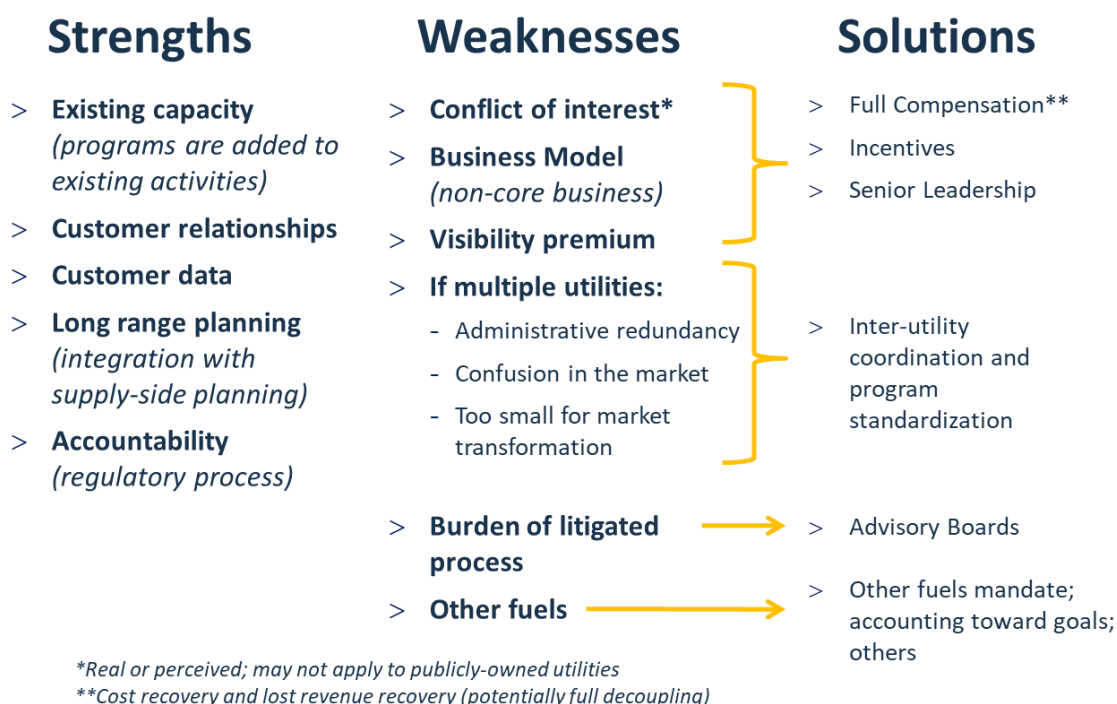 Strengths
> Existing capacity
(programs are added to
existing activities)
> Customer relationships
> Customer data
> Long range planning
(integration with
supply-side planning)
> Accountability
(regulatory process)
Weaknesses
> Conflict of interest*
> Business Model
(non-core business)
> Visibility premium
> If multiple utilities:
- Administrative redundancy
- Confusion in the market
- Too small for market
transformation
> Burden of litigated
process
> Other fuels
Solutions
> Full Compensation**
> Incentives
> Senior Leadership
> Inter-utility
coordination and
program
standardization
> Advisory Boards
> Other fuels mandate;
accounting toward goals;
others
*Real or perceived; may not apply to publicly-owned utilities
**Cost recovery and lost revenue recovery (potentially full decoupling)